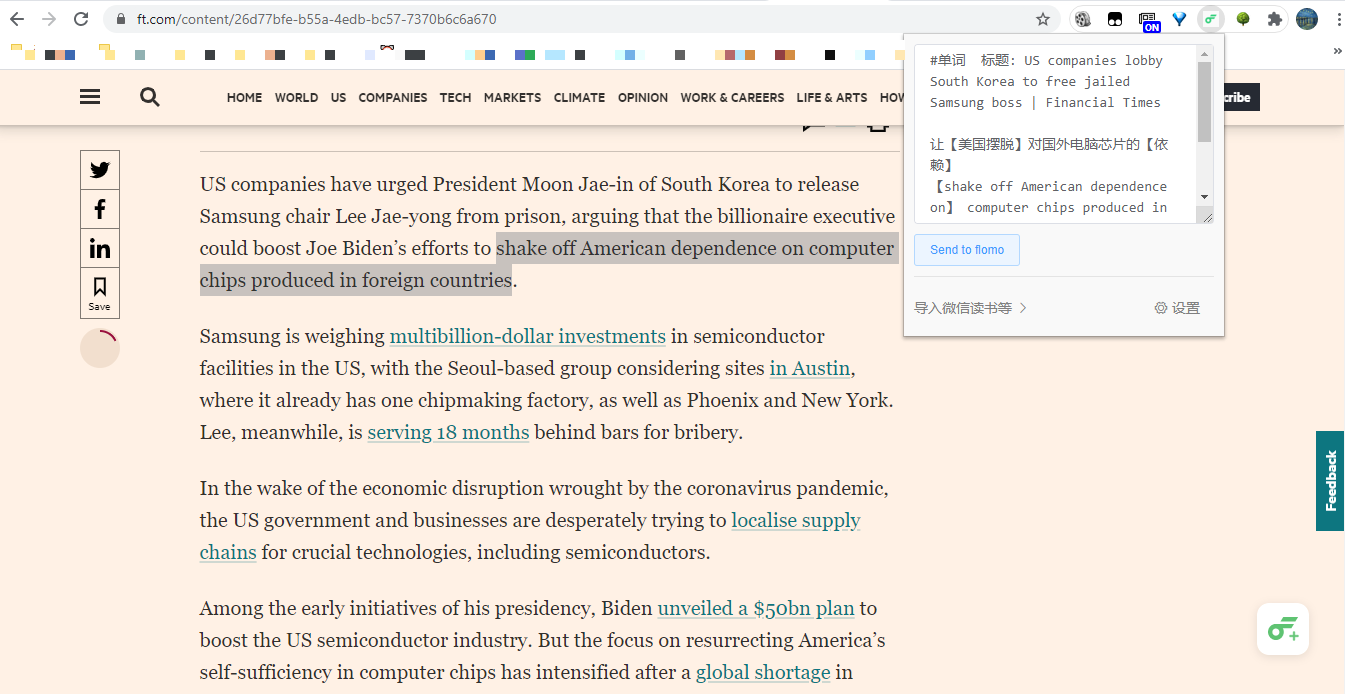 ft.com/content/26d77bfe-b55a-4edb-bc57-7370b6c6a670
ON
HOME WORLD US COMPANIES TECH MARKETS CLIMATE OPINION WORK & CAREERS LIFE & ARTS HOW
cribe
#单词 标题: US companies lobby
South Korea to free jailed
Samsung boss | Financial Times
让【美国摆脱】对国外电脑芯片的【依
赖】
【shake off American dependence
on】 computer chips produced in
Send to flomo
导入微信读书等
设置
Save
US companies have urged President Moon Jae-in of South Korea to release
Samsung chair Lee Jae-yong from prison, arguing that the billionaire executive
could boost Joe Biden’s efforts to shake off American dependence on computer
chips produced in foreign countries.
Samsung is weighing multibillion-dollar investments in semiconductor
facilities in the US, with the Seoul-based group considering sites in Austin,
where it already has one chipmaking factory, as well as Phoenix and New York.
Lee, meanwhile, is serving 18 months behind bars for bribery.
In the wake of the economic disruption wrought by the coronavirus pandemic,
the US government and businesses are desperately trying to localise supply
chains for crucial technologies, including semiconductors.
Among the early initiatives of his presidency, Biden unveiled a $50bn plan to
boost the US semiconductor industry. But the focus on resurrecting America’s
self-sufficiency in computer chips has intensified after a global shortage in
Feedback